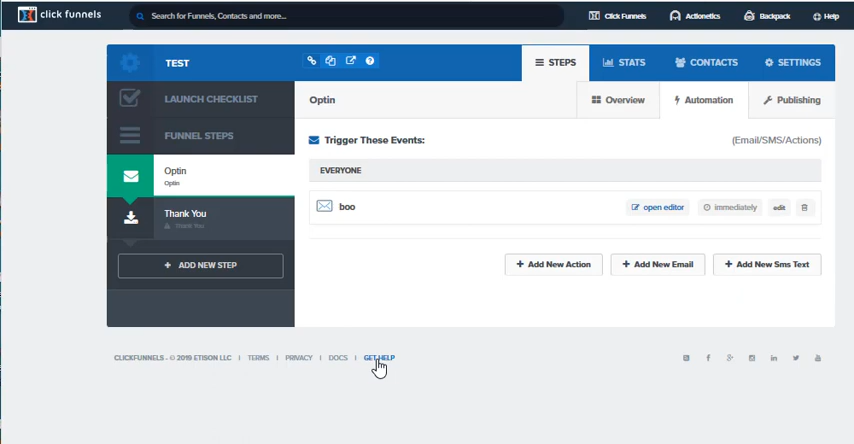 click funnels
Search for Funnels, Contacts and more...
Click Funnels
Actionetics
Backpack
Help
TEST
STEPS
STATS
CONTACTS
SETTINGS
LAUNCH CHECKLIST
Optin
Overview
Automation
Publishing
FUNNEL STEPS
Trigger These Events:
(Email/SMS/Actions)
Optin
Optin
EVERYONE
Thank You
Thank You
boo
open editor
immediately
edit
ADD NEW STEP
Add New Action
Add New Email
Add New Sms Text
CLICKFUNNELS - © 2019 ETISON LLC | TERMS | PRIVACY | DOCS | GET HELP